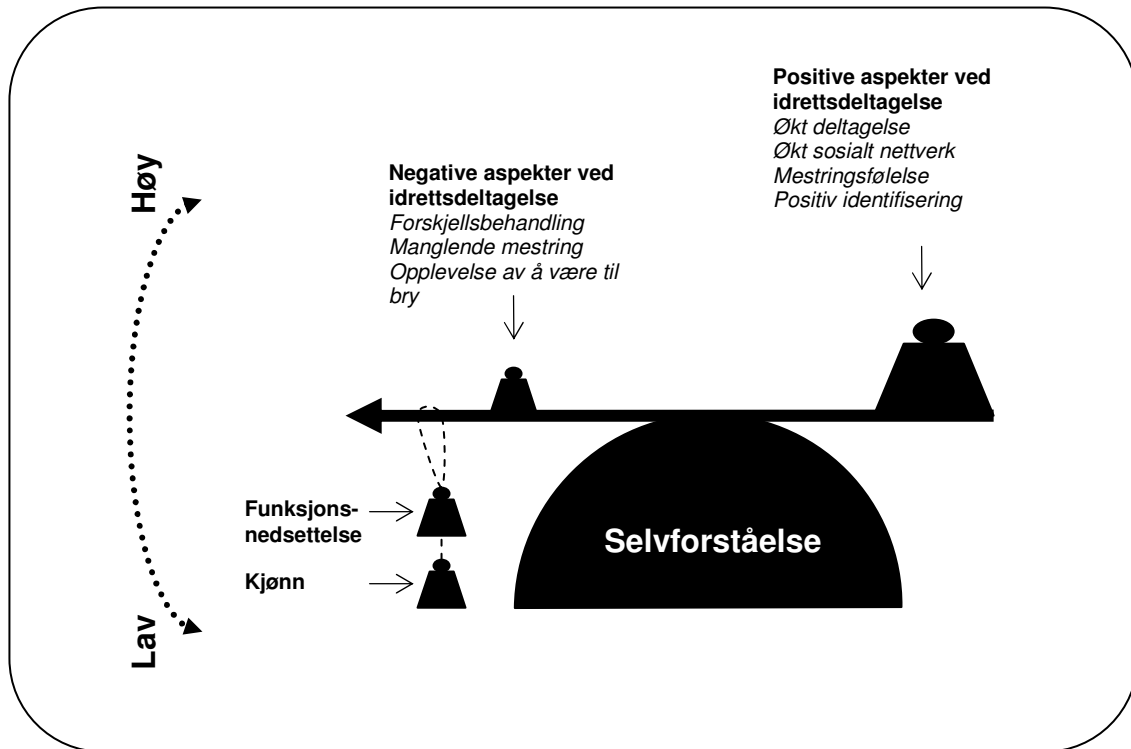 Positive aspekter ved
idrettsdeltagelse
Økt deltagelse
Økt sosialt nettverk
Mestringsfølelse
Positiv identifisering
Negative aspekter ved
idrettsdeltagelse
Forskjellsbehandling
Manglende mestring
Opplevelse av å være til
bry
Høy
Lav
Funksjons-
nedsettelse
Kjønn
Selvforståelse